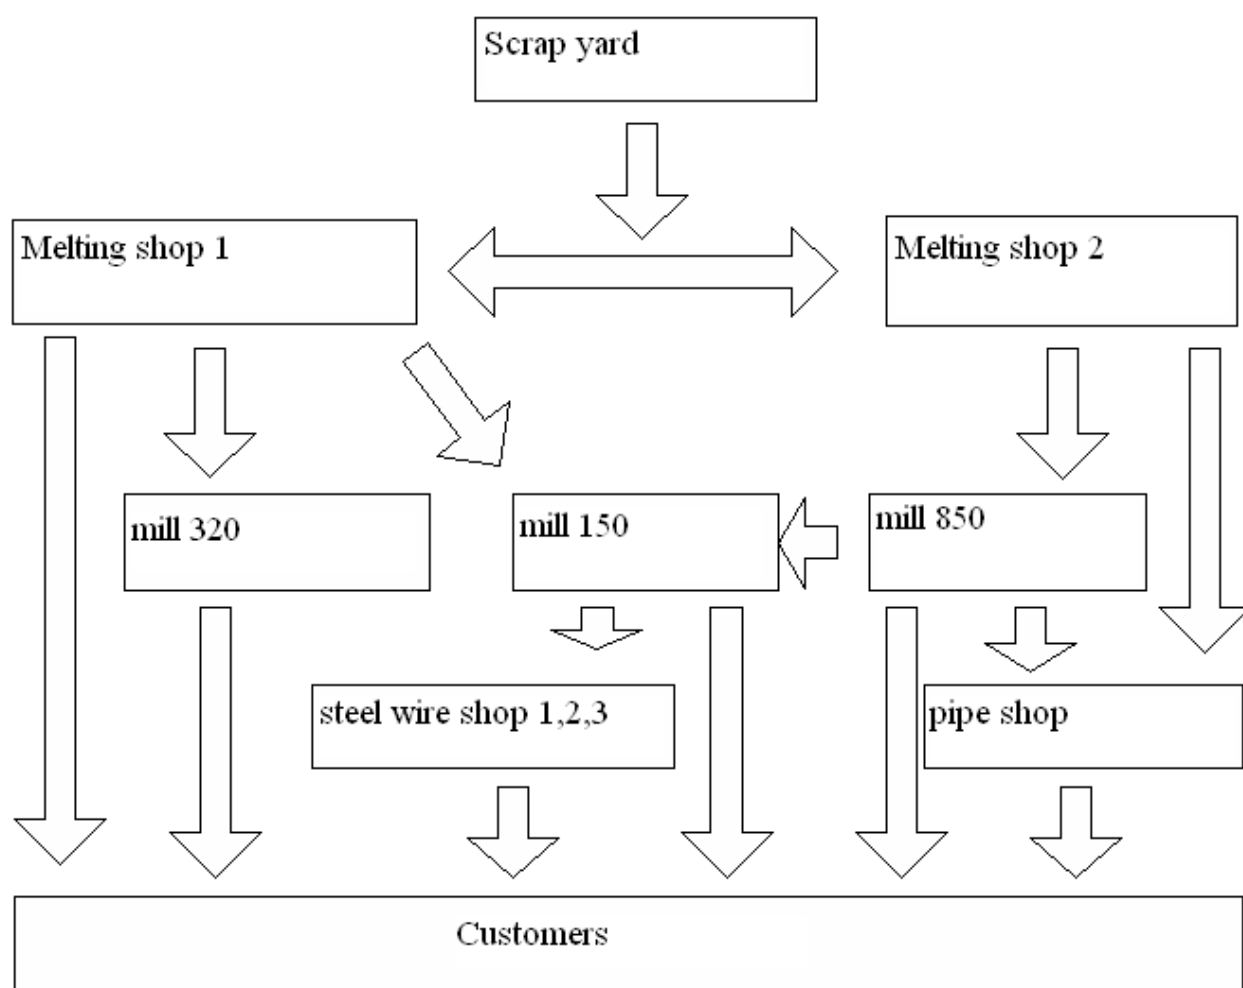 Scrap yard
Melting shop 1
Melting shop 2
mill 320
mill 150
mill 850
steel wire shop 1,2,3
pipe shop
Customers